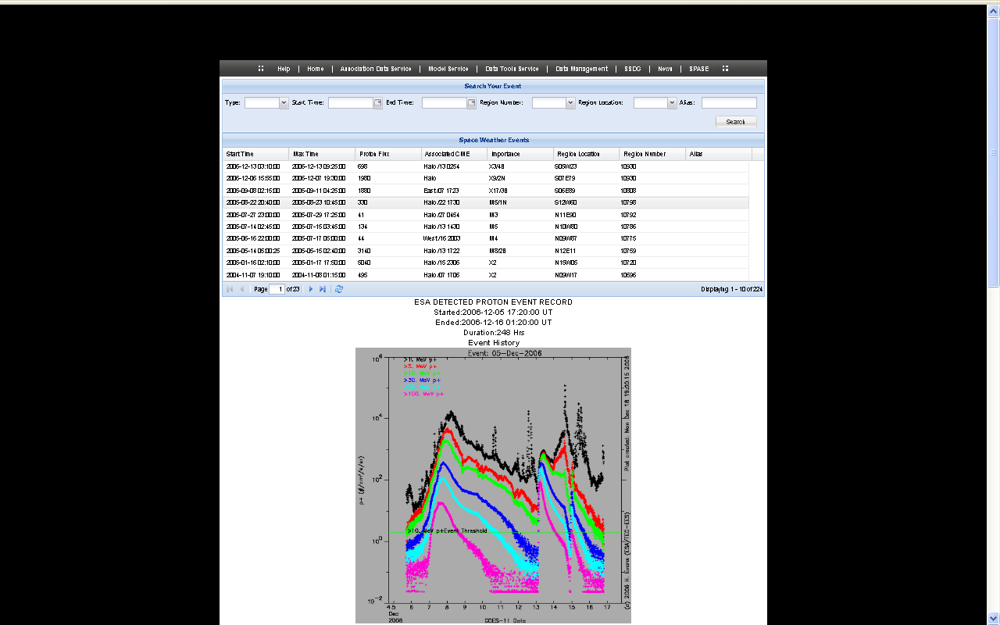 Help | Home | Association Data Service | Model Service | Data Tools Service | Data Management | SSDG | News | SPASE
Search Your Event
Type: Start Time: End Time: Region Number: Region Location: Alias:
Search
Space Weather Events
Start Time Max Time Proton Flux Associated CME Importance Region Location Region Number Alias
2006-12-13 03:10:00 2006-12-13 09:25:00 698 Halo /13 0254 X3/4B S05W23 10930
2006-12-06 15:55:00 2006-12-07 19:30:00 1980 Halo X9/2N S07E79 10930
2005-09-08 02:15:00 2005-09-11 04:25:00 1880 East /07 1723 X17/3B S06E89 10808
2005-08-22 20:40:00 2005-08-23 10:45:00 330 Halo /22 1730 M5/1N S12W60 10798
2005-07-27 23:00:00 2005-07-29 17:25:00 41 Halo /27 0454 M3 N11E90 10792
2005-07-14 02:45:00 2005-07-15 03:45:00 134 Halo /13 1430 M5 N10W80 10786
2005-06-16 22:00:00 2005-07-17 05:00:00 44 West /16 2003 M4 N09W87 10775
2005-05-14 05:00:25 2005-05-15 02:40:00 3140 Halo /13 1722 M8/2B N12E11 10759
2005-01-16 02:10:00 2005-01-17 17:50:00 5040 Halo /15 2306 X2 N15W05 10720
2004-11-07 19:10:00 2004-11-08 01:15:00 495 Halo /07 1706 X2 N09W17 10696
Page 1 of 23 Displaying 1 - 10 of 224
ESA DETECTED PROTON EVENT RECORD
Started:2006-12-05 17:20:00 UT
Ended:2006-12-16 01:20:00 UT
Duration:248 Hrs
Event History
Event: 05-Dec-2006
>1. MeV p+
>5. MeV p+
>10. MeV p+
>30. MeV p+
MeV p+
>100. MeV p+
10^6
10^4
10^2
10^0
10^-2
p+ (#/cm²/s/sr)
>10. MeV p+Event Threshold
4.5 6 7 8 9 10 11 12 13 14 15 16 17
Dec
2006
GOES-11 Data
Plot created: Mon Dec 18 19:00:15 2006
(c) 2006 H. Evans (ESA/TEC-EES)